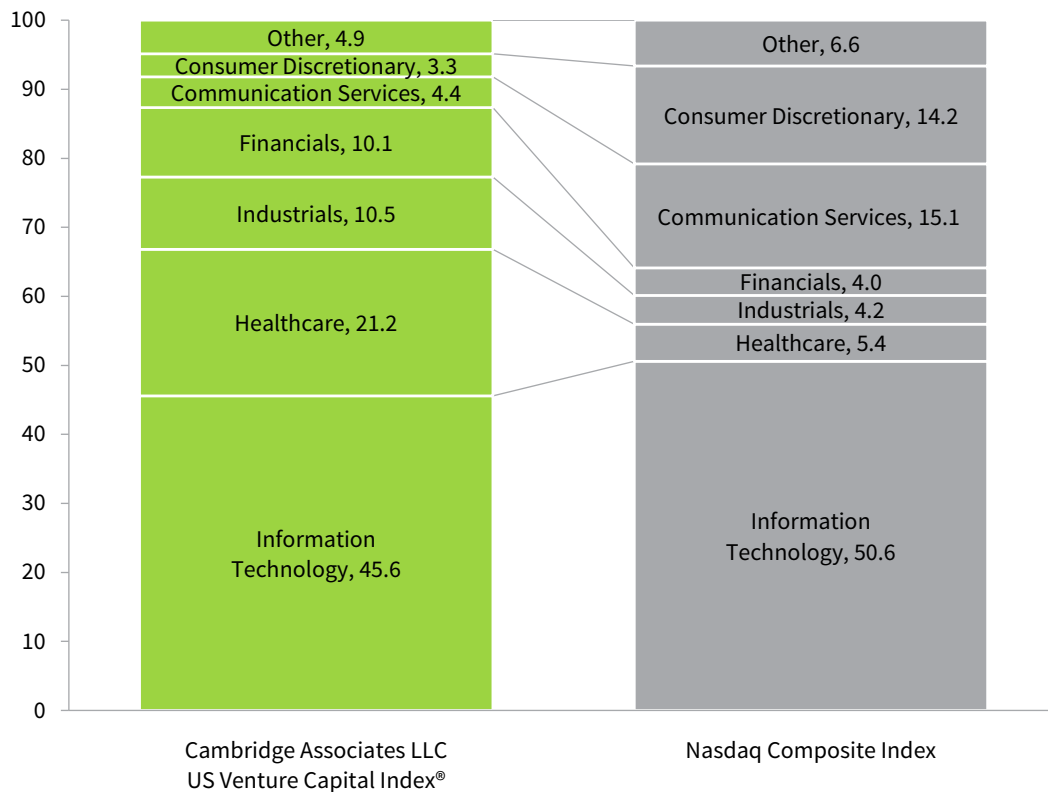 100
90
80
70
60
50
40
30
20
10
0
Other, 4.9
Consumer Discretionary, 3.3
Communication Services, 4.4
Financials, 10.1
Industrials, 10.5
Healthcare, 21.2
Information
Technology, 45.6
Other, 6.6
Consumer Discretionary, 14.2
Communication Services, 15.1
Financials, 4.0
Industrials, 4.2
Healthcare, 5.4
Information
Technology, 50.6
Cambridge Associates LLC
US Venture Capital Index®
Nasdaq Composite Index